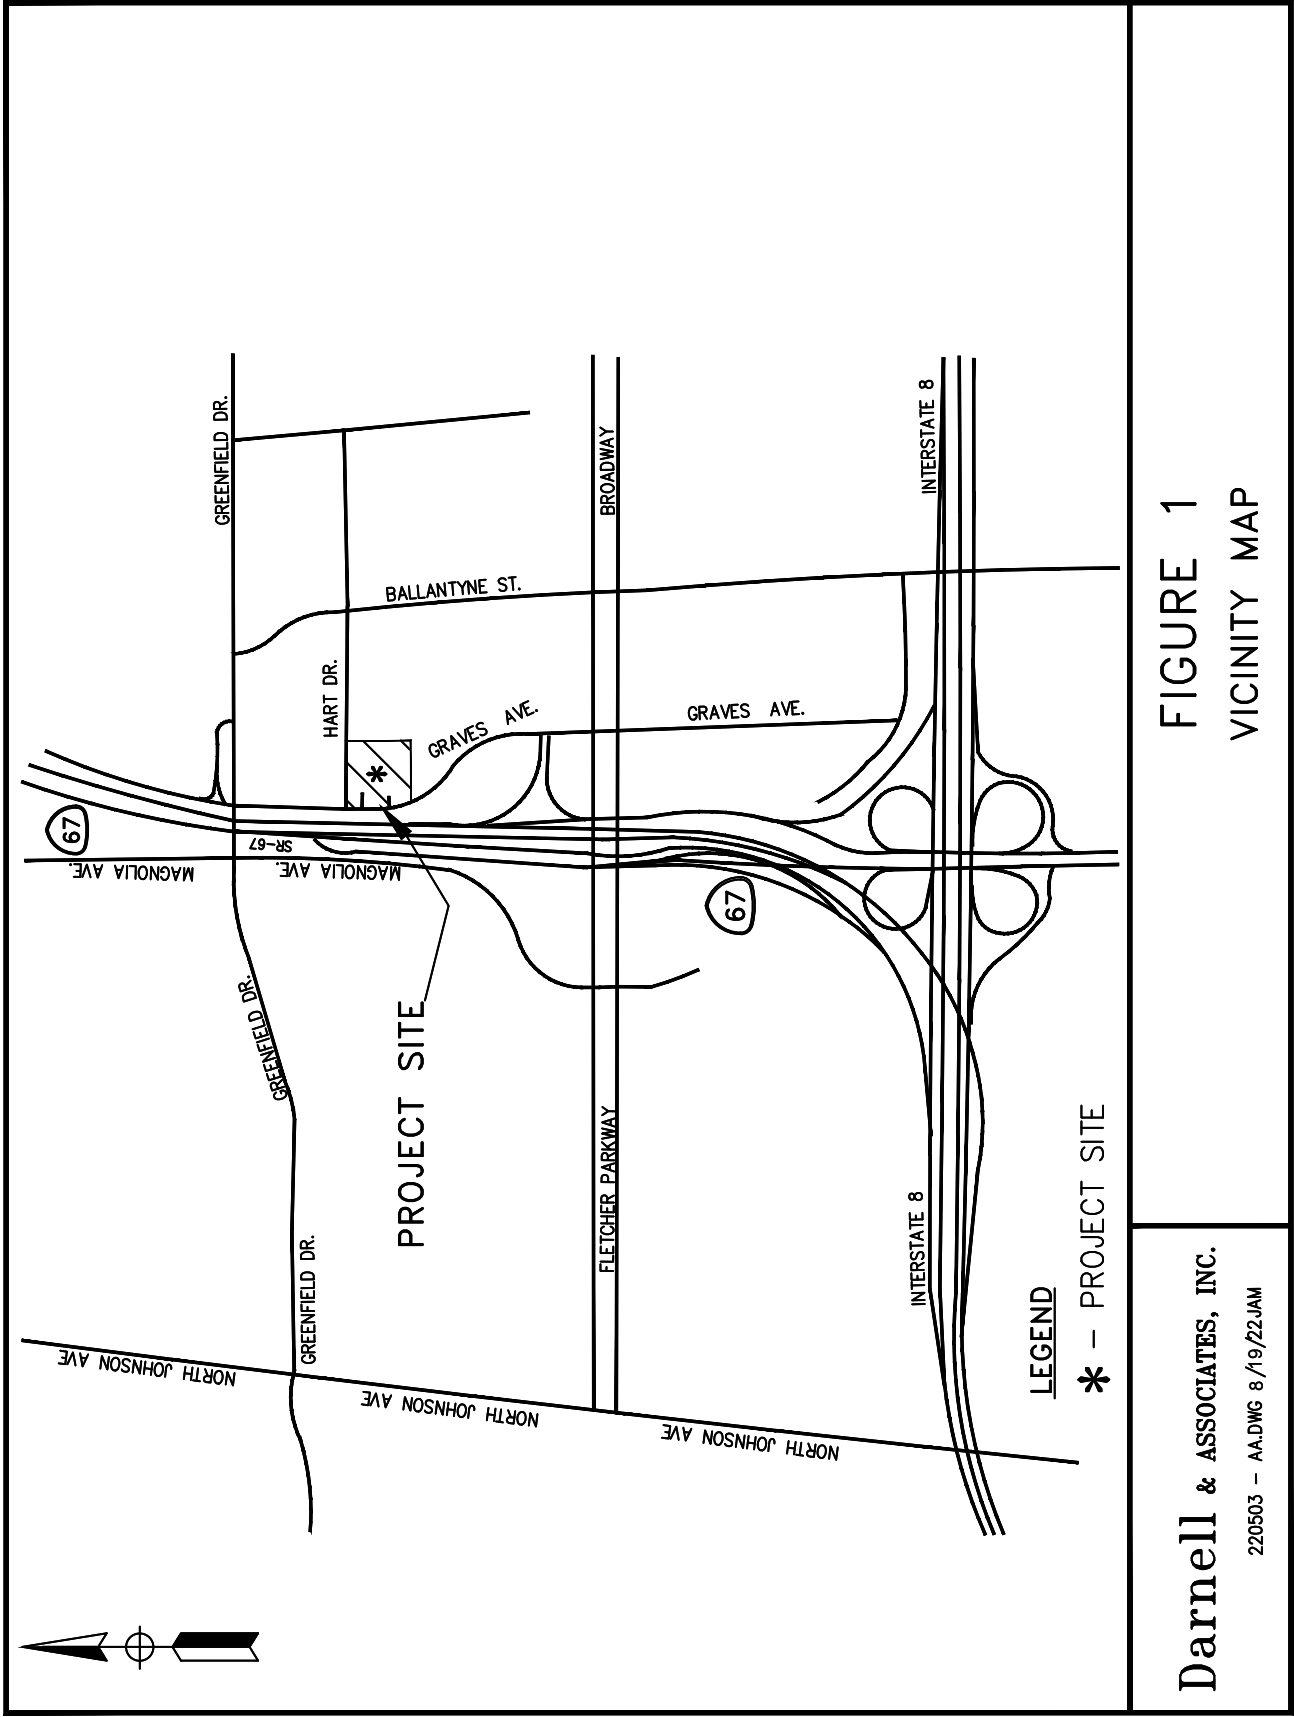 67
MAGNOLIA AVE.
SR-67
MAGNOLIA AVE.
GREENFIELD DR.
GREENFIELD DR.
GREENFIELD DR.
HART DR.
BALLANTYNE ST.
GRAVES AVE.
GRAVES AVE.
BROADWAY
FLETCHER PARKWAY
INTERSTATE 8
INTERSTATE 8
67
NORTH JOHNSON AVE
NORTH JOHNSON AVE
NORTH JOHNSON AVE
PROJECT SITE
*
LEGEND
* - PROJECT SITE
Darnell & ASSOCIATES, INC.
220503 - AA.DWG 8/19/22JAM
FIGURE 1
VICINITY MAP